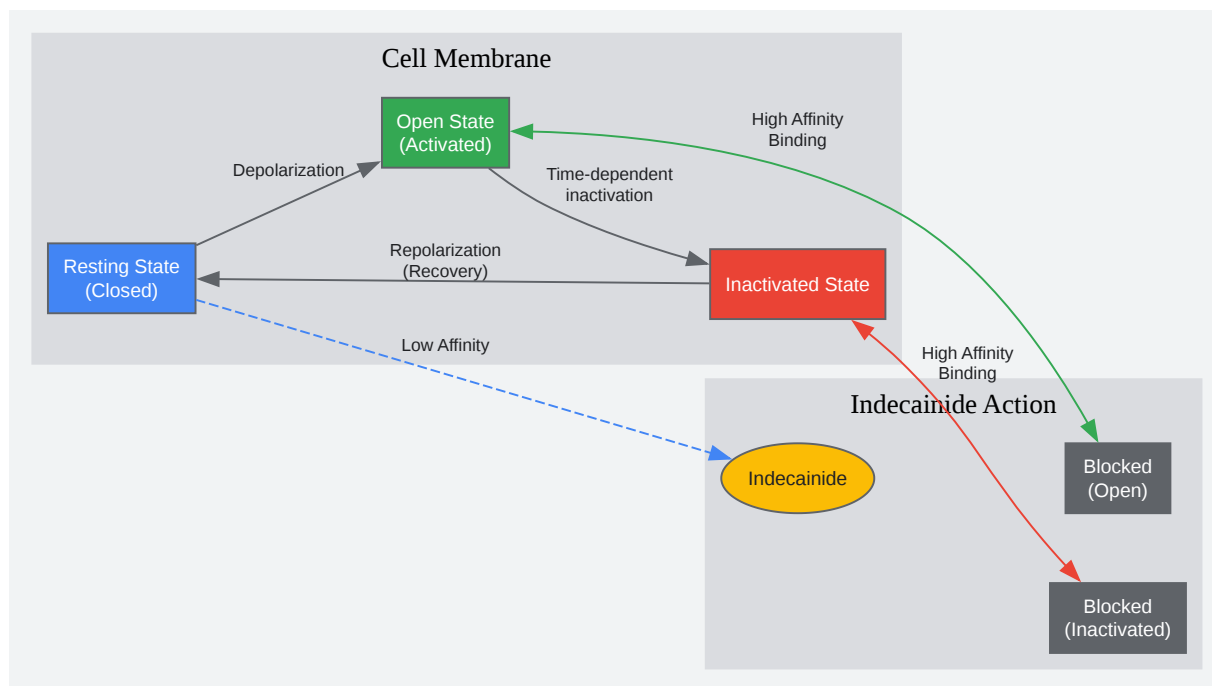 Cell Membrane
Open State
(Activated)
High Affinity
Binding
Depolarization
Time-dependent
inactivation
Repolarization
(Recovery)
Resting State
(Closed)
Inactivated State
Low Affinity
High Affinity
Binding
Indecainide Action
Indecainide
Blocked
(Open)
Blocked
(Inactivated)